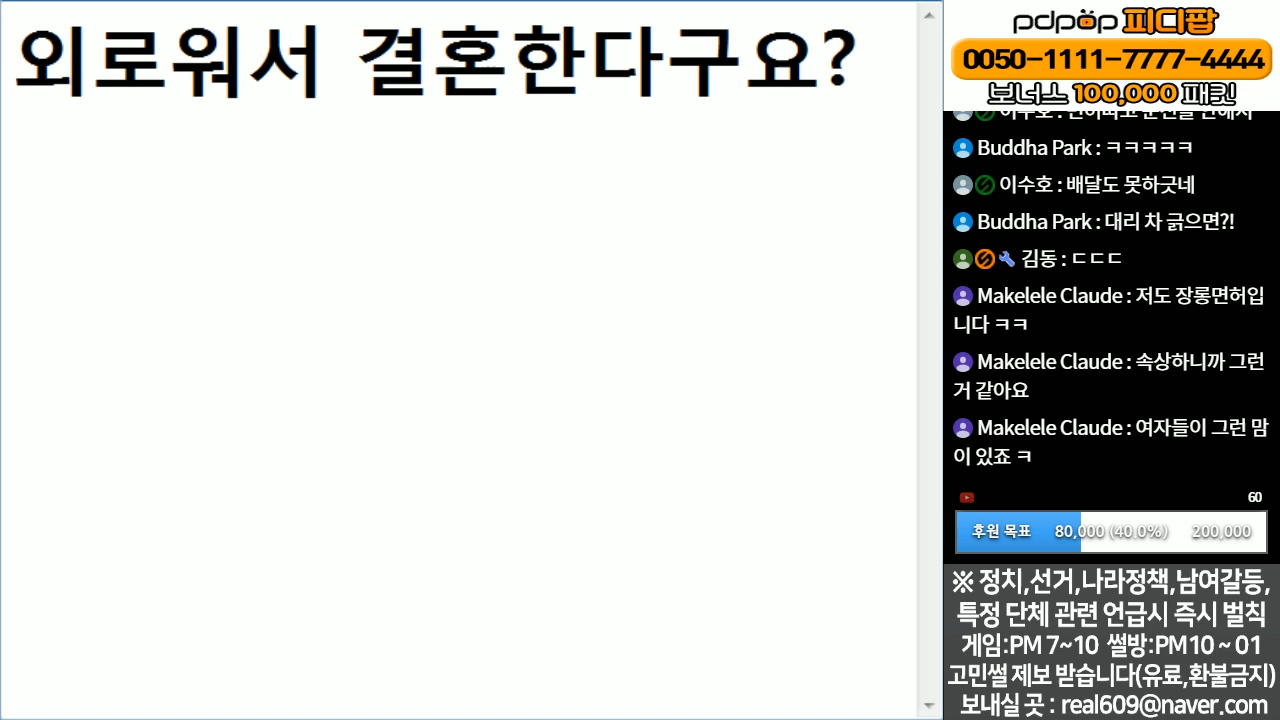 외로워서 결혼한다구요?
pdpop 피디팝
0050-1111-7777-4444
보너스 100,000 패킷
이수호 :
Buddha Park : ㅋㅋㅋㅋㅋ
이수호 : 배달도 못하긋네
Buddha Park : 대리 차 긁으면?!
김동 : ㄷㄷㄷ
Makelele Claude : 저도 장롱면허입
니다 ㅋㅋ
Makelele Claude : 속상하니까 그런
거 같아요
Makelele Claude : 여자들이 그런 맘
이 있죠 ㅋ
60
후원 목표 80,000 (40.0%) 200,000
※ 정치,선거,나라정책,남여갈등,
특정 단체 관련 언급시 즉시 벌칙
게임:PM 7~10 썰방:PM10 ~ 01
고민썰 제보 받습니다(유료,환불금지)
보내실 곳 : real609@naver.com